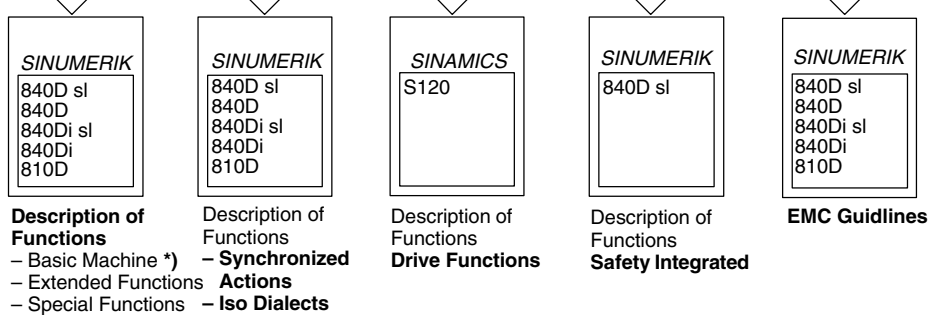 SINUMERIK
840D sl
840D
840Di sl
840Di
810D
Description of
Functions
– Basic Machine *)
– Extended Functions
– Special Functions
SINUMERIK
840D sl
840D
840Di sl
840Di
810D
Description of
Functions
– Synchronized
Actions
– Iso Dialects
SINAMICS
S120
Description of
Functions
Drive Functions
SINUMERIK
840D sl
Description of
Functions
Safety Integrated
SINUMERIK
840D sl
840D
840Di sl
840Di
810D
EMC Guidlines